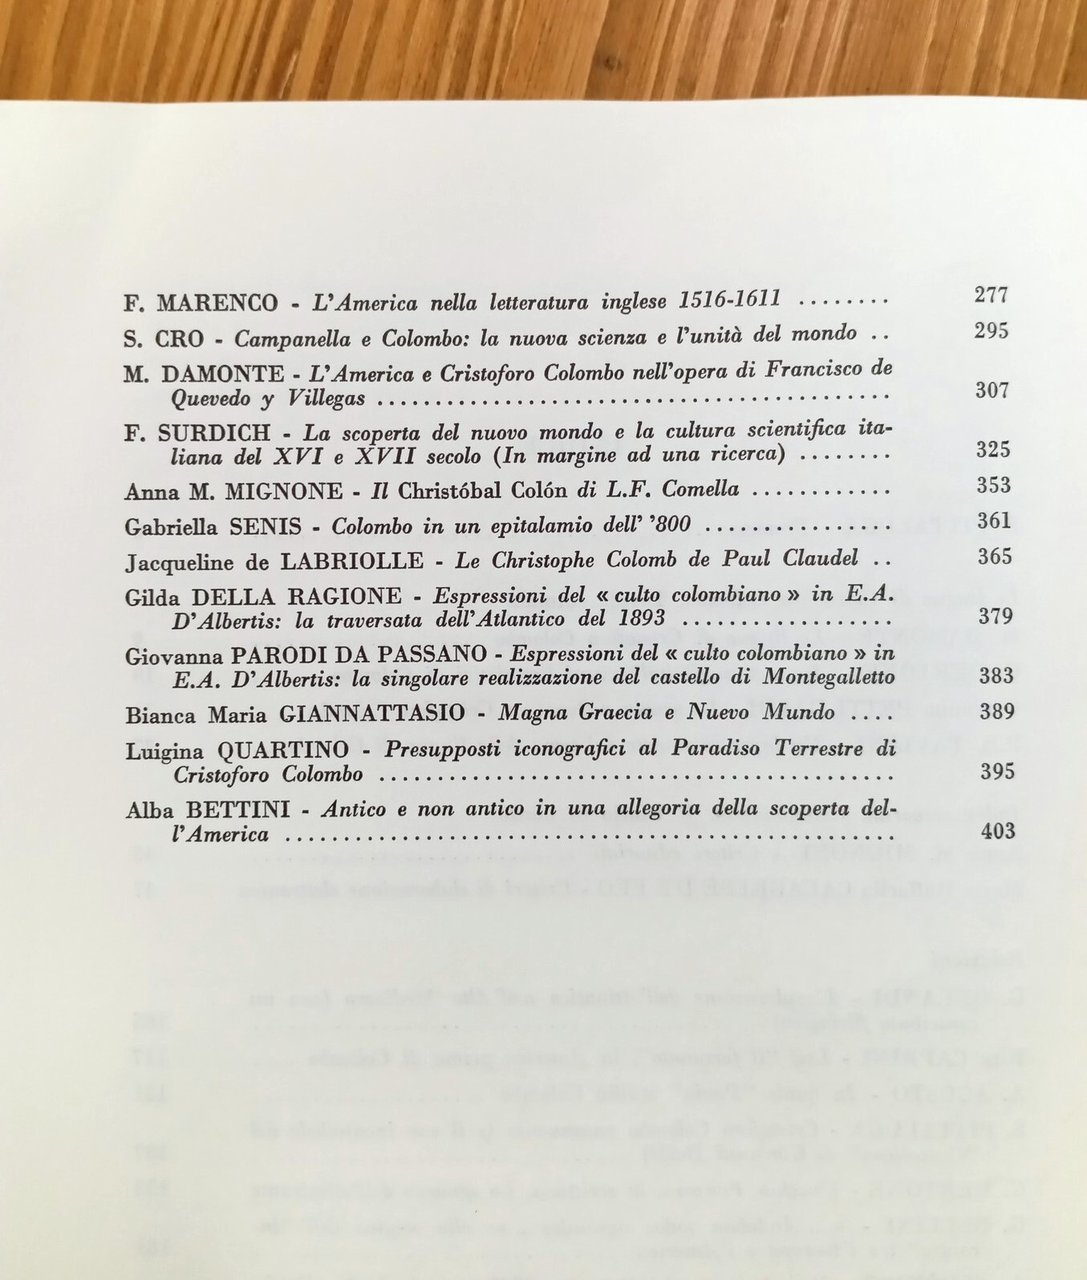 F. MARENCO - L'America nella letteratura inglese 1516-1611 ........ 277
S. CRO - Campanella e Colombo: la nuova scienza e l'unità del mondo .. 295
M. DAMONTE - L'America e Cristoforo Colombo nell'opera di Francisco de
Quevedo y Villegas ............................................. 307
F. SURDICH - La scoperta del nuovo mondo e la cultura scientifica ita-
liana del XVI e XVII secolo (In margine ad una ricerca) ........ 325
Anna M. MIGNONE - Il Christóbal Colón di L.F. Comella ............ 353
Gabriella SENIS - Colombo in un epitalamio dell' '800 ................ 361
Jacqueline de LABRIOLLE - Le Christophe Colomb de Paul Claudel .. 365
Gilda DELLA RAGIONE - Espressioni del « culto colombiano » in E.A.
D'Albertis: la traversata dell'Atlantico del 1893 .................. 379
Giovanna PARODI DA PASSANO - Espressioni del « culto colombiano » in
E.A. D'Albertis: la singolare realizzazione del castello di Montegalletto 383
Bianca Maria GIANNATTASIO - Magna Graecia e Nuevo Mundo .... 389
Luigina QUARTINO - Presupposti iconografici al Paradiso Terrestre di
Cristoforo Colombo ............................................. 395
Alba BETTINI - Antico e non antico in una allegoria della scoperta del-
l'America ..................................................... 403